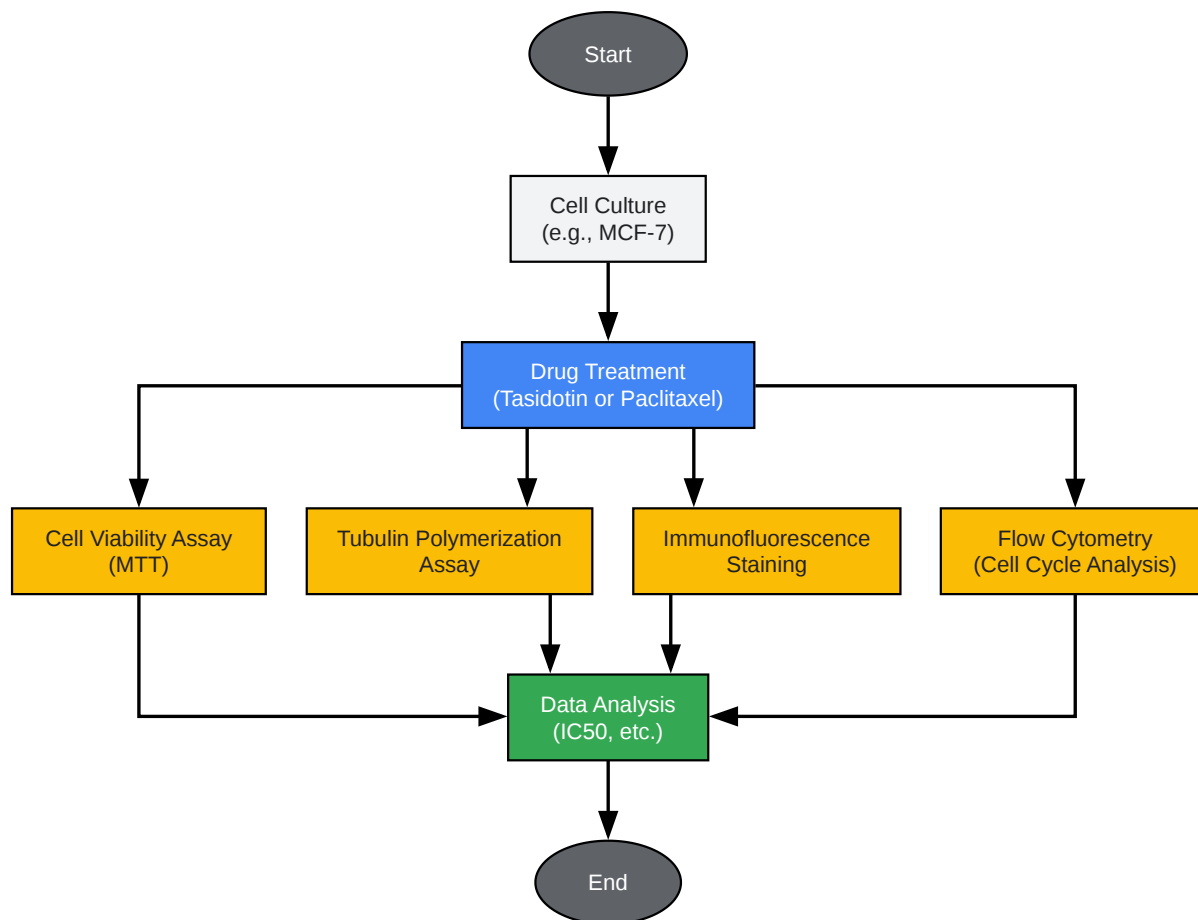 Start
Cell Culture
(e.g., MCF-7)
Drug Treatment
(Tasidotin or Paclitaxel)
Cell Viability Assay
(MTT)
Tubulin Polymerization
Assay
Immunofluorescence
Staining
Flow Cytometry
(Cell Cycle Analysis)
Data Analysis
(IC50, etc.)
End